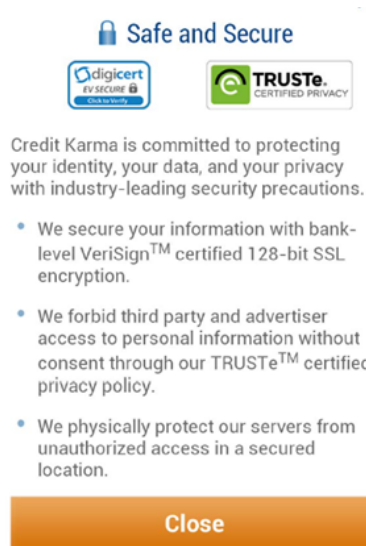 Safe and Secure
digicert
EV SECURE
Click to Verify
TRUSTe.
CERTIFIED PRIVACY
Credit Karma is committed to protecting
your identity, your data, and your privacy
with industry-leading security precautions.
• We secure your information with bank-
level VeriSign™ certified 128-bit SSL
encryption.
• We forbid third party and advertiser
access to personal information without
consent through our TRUSTe™ certified
privacy policy.
• We physically protect our servers from
unauthorized access in a secured
location.
Close